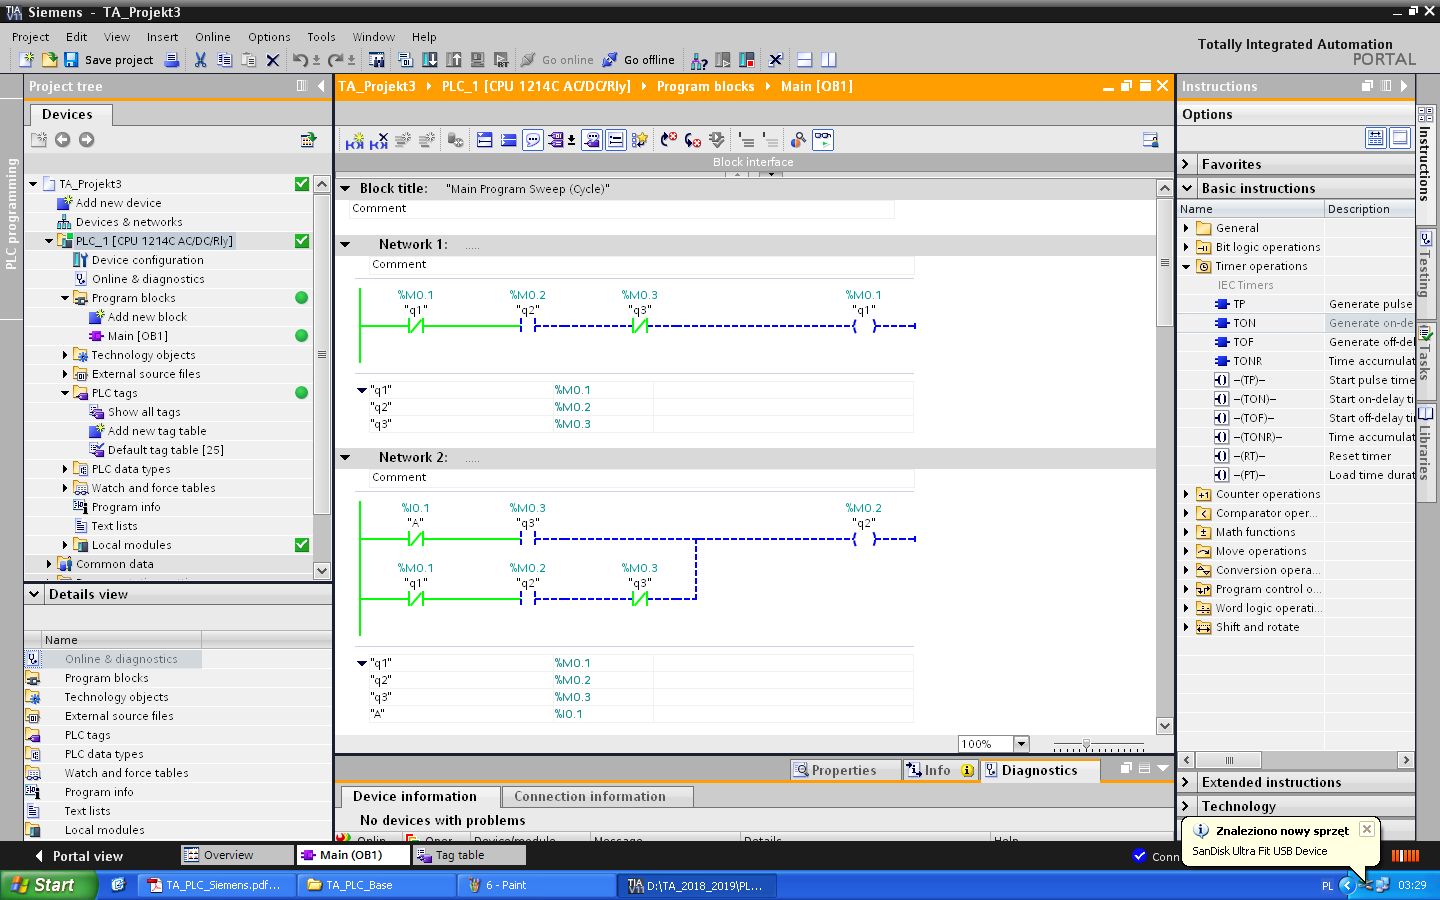 Siemens - TA_Projekt3
Project Edit View Insert Online Options Tools Window Help
Save project Go online Go offline
Totally Integrated Automation
PORTAL
Project tree
Devices
PLC programming
TA_Projekt3
Add new device
Devices & networks
PLC_1 [CPU 1214C AC/DC/Rly]
Device configuration
Online & diagnostics
Program blocks
Add new block
Main [OB1]
Technology objects
External source files
PLC tags
Show all tags
Add new tag table
Default tag table [25]
PLC data types
Watch and force tables
Program info
Text lists
Local modules
Common data
Details view
Name
Online & diagnostics
Program blocks
Technology objects
External source files
PLC tags
PLC data types
Watch and force tables
Program info
Text lists
Local modules
TA_Projekt3 PLC_1 [CPU 1214C AC/DC/Rly] Program blocks Main [OB1]
Block interface
Block title: "Main Program Sweep (Cycle)"
Comment
Network 1: .....
Comment
%M0.1 %M0.2 %M0.3 %M0.1
"q1" "q2" "q3" "q1"
"q1" %M0.1
"q2" %M0.2
"q3" %M0.3
Network 2: .....
Comment
%I0.1 %M0.3 %M0.2
"A" "q3" "q2"
%M0.1 %M0.2 %M0.3
"q1" "q2" "q3"
"q1" %M0.1
"q2" %M0.2
"q3" %M0.3
"A" %I0.1
100%
Properties Info Diagnostics
Device information Connection information
No devices with problems
Onlin Oper Device/module Message Details Help
Instructions
Options
Favorites
Basic instructions
Name Description
General
Bit logic operations
Timer operations
IEC Timers
TP Generate pulse
TON Generate on-de
TOF Generate off-del
TONR Time accumulat
–(TP)– Start pulse time
–(TON)– Start on-delay ti
–(TOF)– Start off-delay ti
–(TONR)– Time accumulat
–(RT)– Reset timer
–(PT)– Load time durat
Counter operations
Comparator oper...
Math functions
Move operations
Conversion opera...
Program control o...
Word logic operati...
Shift and rotate
Extended instructions
Technology
Instructions
Testing
Tasks
Libraries
Znaleziono nowy sprzęt
SanDisk Ultra Fit USB Device
Portal view Overview Main (OB1) Tag table Conn
Start TA_PLC_Siemens.pdf... TA_PLC_Base 6 - Paint D:\TA_2018_2019\PL... PL 03:29